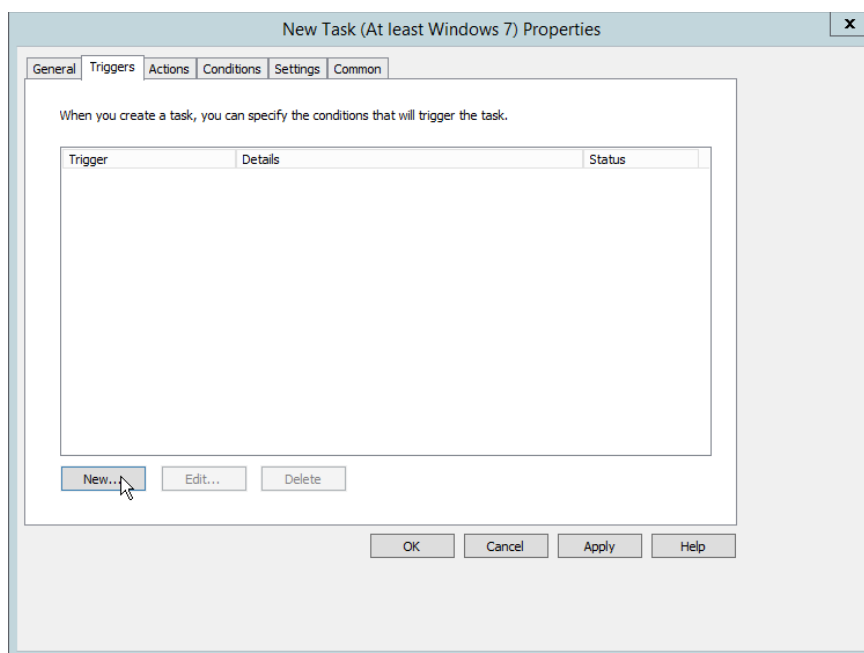 New Task (At least Windows 7) Properties
x
General Triggers Actions Conditions Settings Common
When you create a task, you can specify the conditions that will trigger the task.
Trigger Details Status
New... Edit... Delete
OK Cancel Apply Help